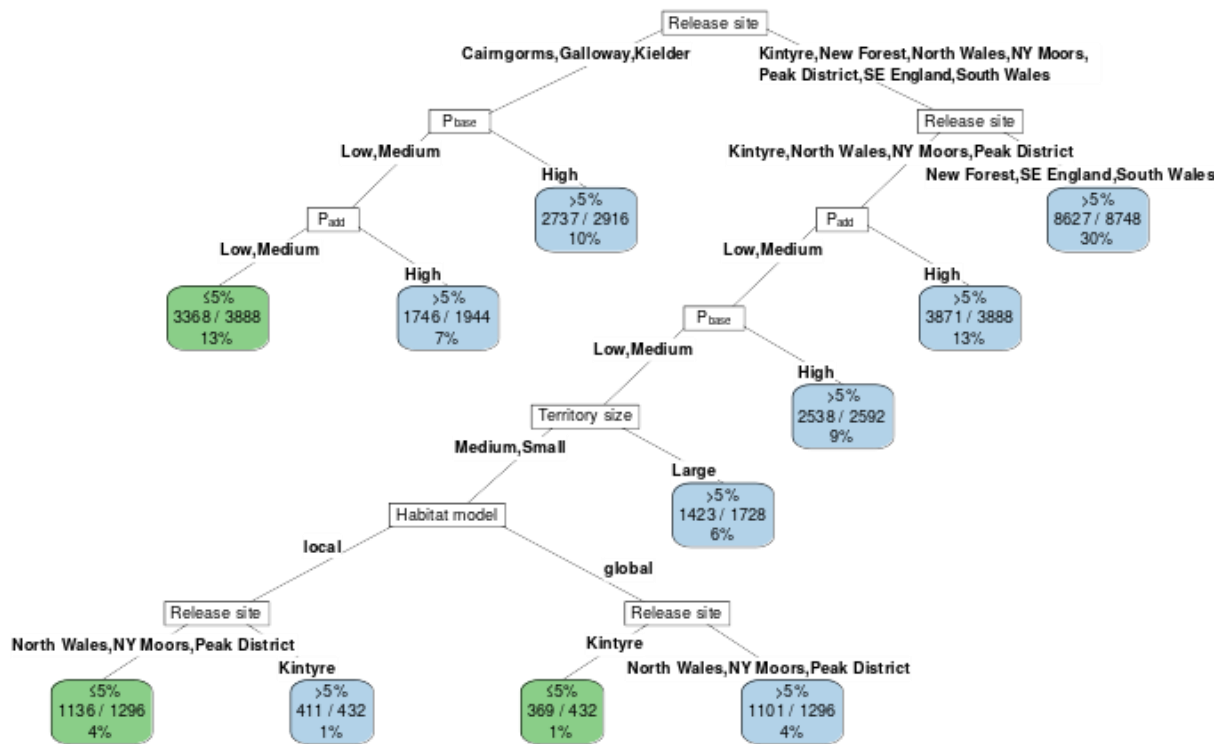 Release site
Cairngorms,Galloway,Kielder
Kintyre,New Forest,North Wales,NY Moors,
Peak District,SE England,South Wales
Pbase
Release site
Low,Medium
High
Kintyre,North Wales,NY Moors,Peak District
New Forest,SE England,South Wales
>5%
2737 / 2916
10%
>5%
8627 / 8748
30%
Padd
Padd
Low,Medium
High
Low,Medium
High
≤5%
3368 / 3888
13%
>5%
1746 / 1944
7%
>5%
3871 / 3888
13%
Pbase
Low,Medium
High
>5%
2538 / 2592
9%
Territory size
Medium,Small
Large
>5%
1423 / 1728
6%
Habitat model
local
global
Release site
Release site
North Wales,NY Moors,Peak District
Kintyre
Kintyre
North Wales,NY Moors,Peak District
≤5%
1136 / 1296
4%
>5%
411 / 432
1%
≤5%
369 / 432
1%
>5%
1101 / 1296
4%